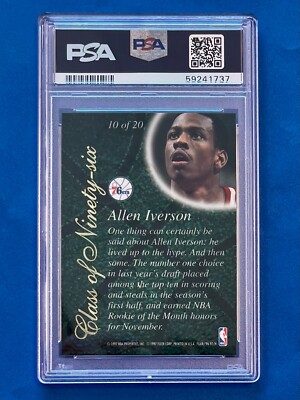 PSA
PSA
59241737
10 of 20
Class of Ninety-six
76ers
Allen Iverson
One thing can certainly be
said about Allen Iverson: he
lived up to the hype. And
then some. The number one
choice in last year's draft placed
among the top ten in scoring
and steals in the season's
first half, and earned NBA
Rookie of the Month honors
for November.
NBA